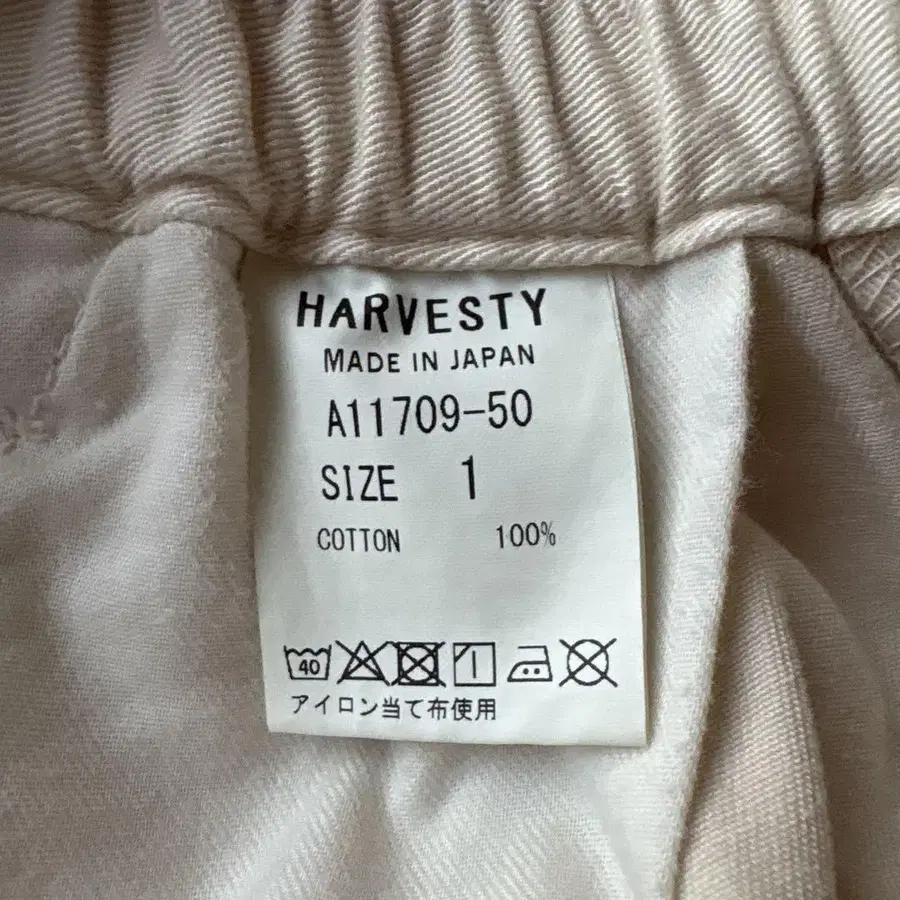 HARVESTY
MADE IN JAPAN
A11709-50
SIZE 1
COTTON 100%
40
アイロン当て布使用